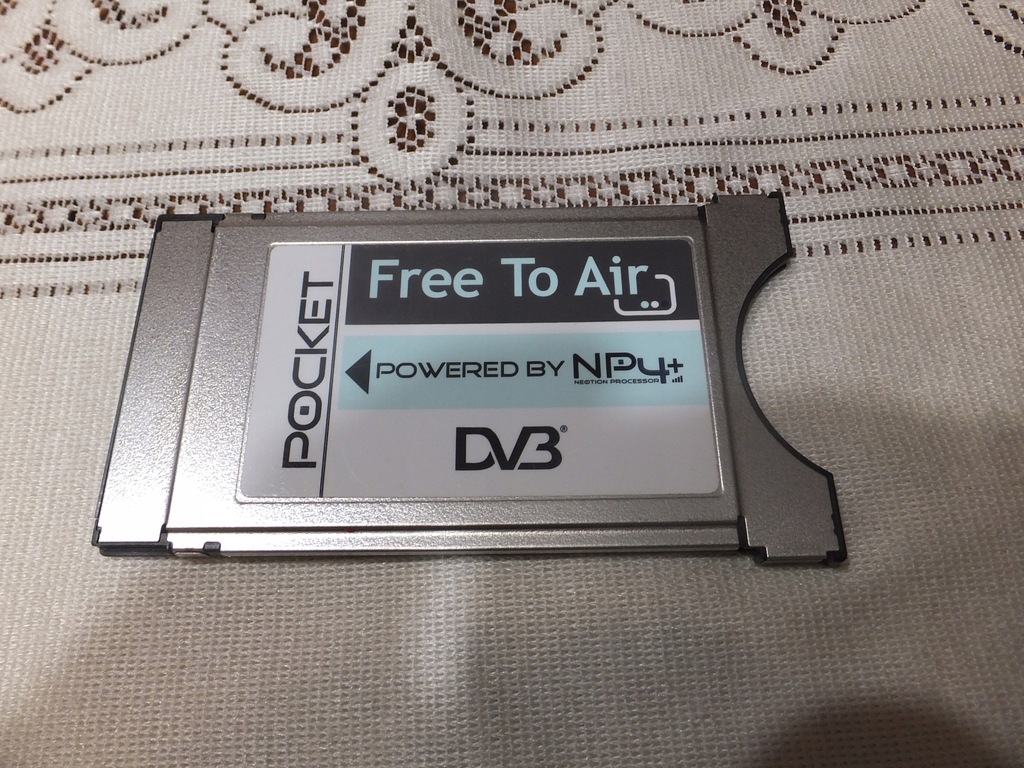 POCKET
Free To Air
POWERED BY NP4+
NEOTION PROCESSOR
DVB®